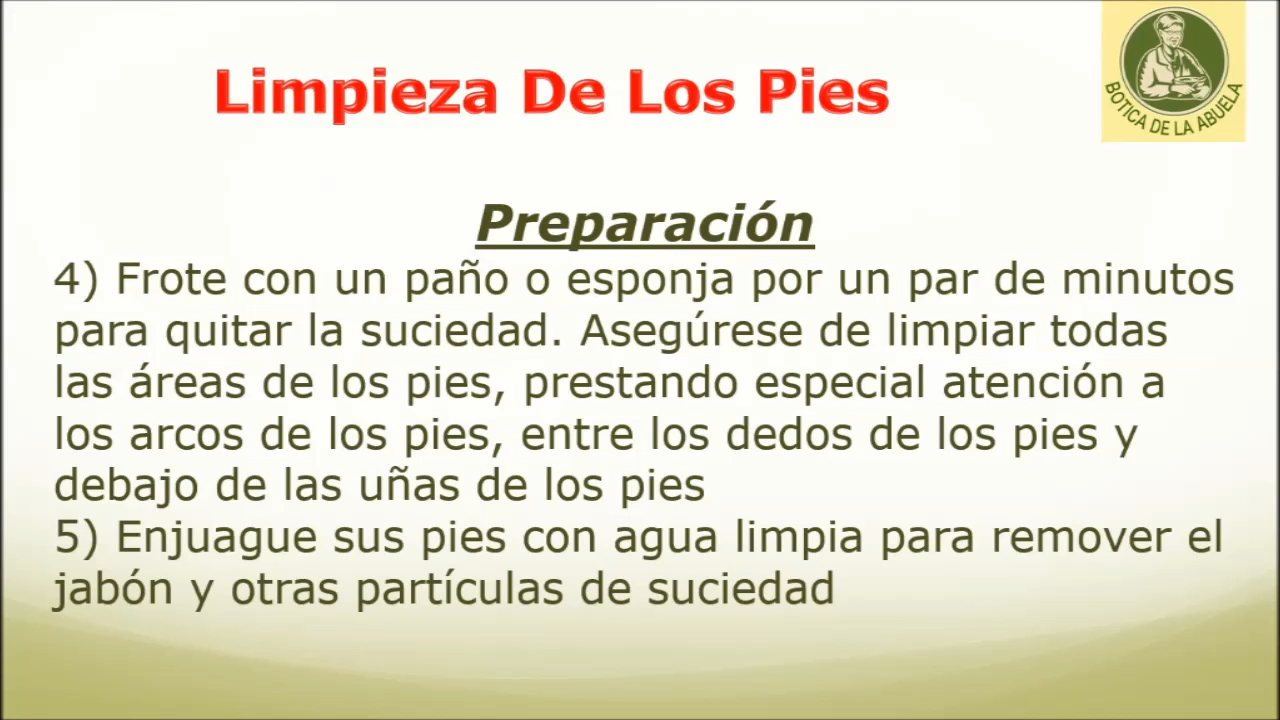 Limpieza De Los Pies
BOTICA DE LA ABUELA
Preparación
4) Frote con un paño o esponja por un par de minutos
para quitar la suciedad. Asegúrese de limpiar todas
las áreas de los pies, prestando especial atención a
los arcos de los pies, entre los dedos de los pies y
debajo de las uñas de los pies
5) Enjuague sus pies con agua limpia para remover el
jabón y otras partículas de suciedad